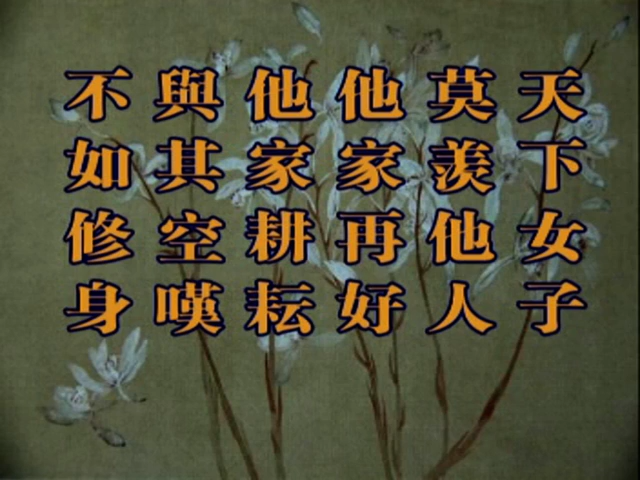 天下女子
莫羨他人
他家再好
他家耕耘
與其空嘆
不如修身